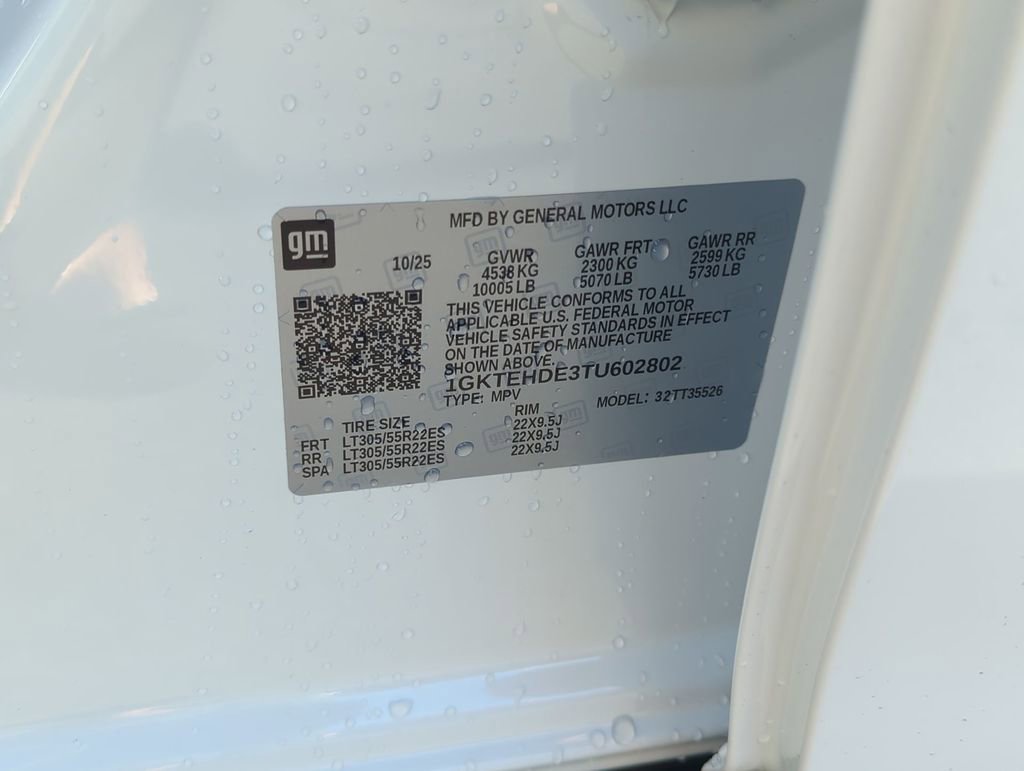 gm
MFD BY GENERAL MOTORS LLC
10/25
GVWR GAWR FRT GAWR RR
4538 KG 2300 KG 2599 KG
10005 LB 5070 LB 5730 LB
THIS VEHICLE CONFORMS TO ALL
APPLICABLE U.S. FEDERAL MOTOR
VEHICLE SAFETY STANDARDS IN EFFECT
ON THE DATE OF MANUFACTURE
SHOWN ABOVE.
1GKTEHDE3TU602802
TYPE: MPV MODEL: 32TT35526
TIRE SIZE RIM
FRT LT305/55R22ES 22X9.5J
RR LT305/55R22ES 22X9.5J
SPA LT305/55R22ES 22X9.5J